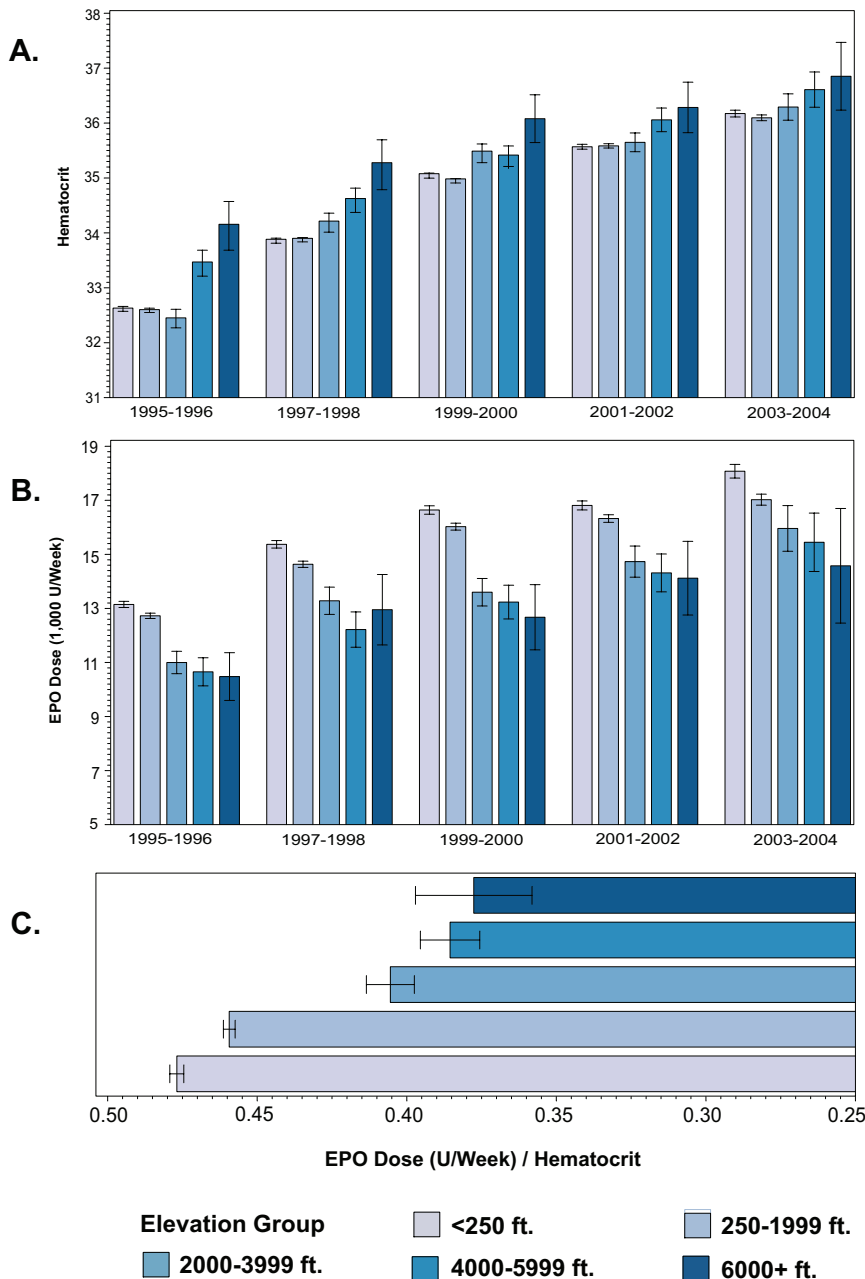 A.
Hematocrit
38
37
36
35
34
33
32
31
1995-1996 1997-1998 1999-2000 2001-2002 2003-2004
B.
EPO Dose (1,000 U/Week)
19
17
15
13
11
9
7
5
1995-1996 1997-1998 1999-2000 2001-2002 2003-2004
C.
0.50 0.45 0.40 0.35 0.30 0.25
EPO Dose (U/Week) / Hematocrit
Elevation Group <250 ft. 250-1999 ft.
2000-3999 ft. 4000-5999 ft. 6000+ ft.